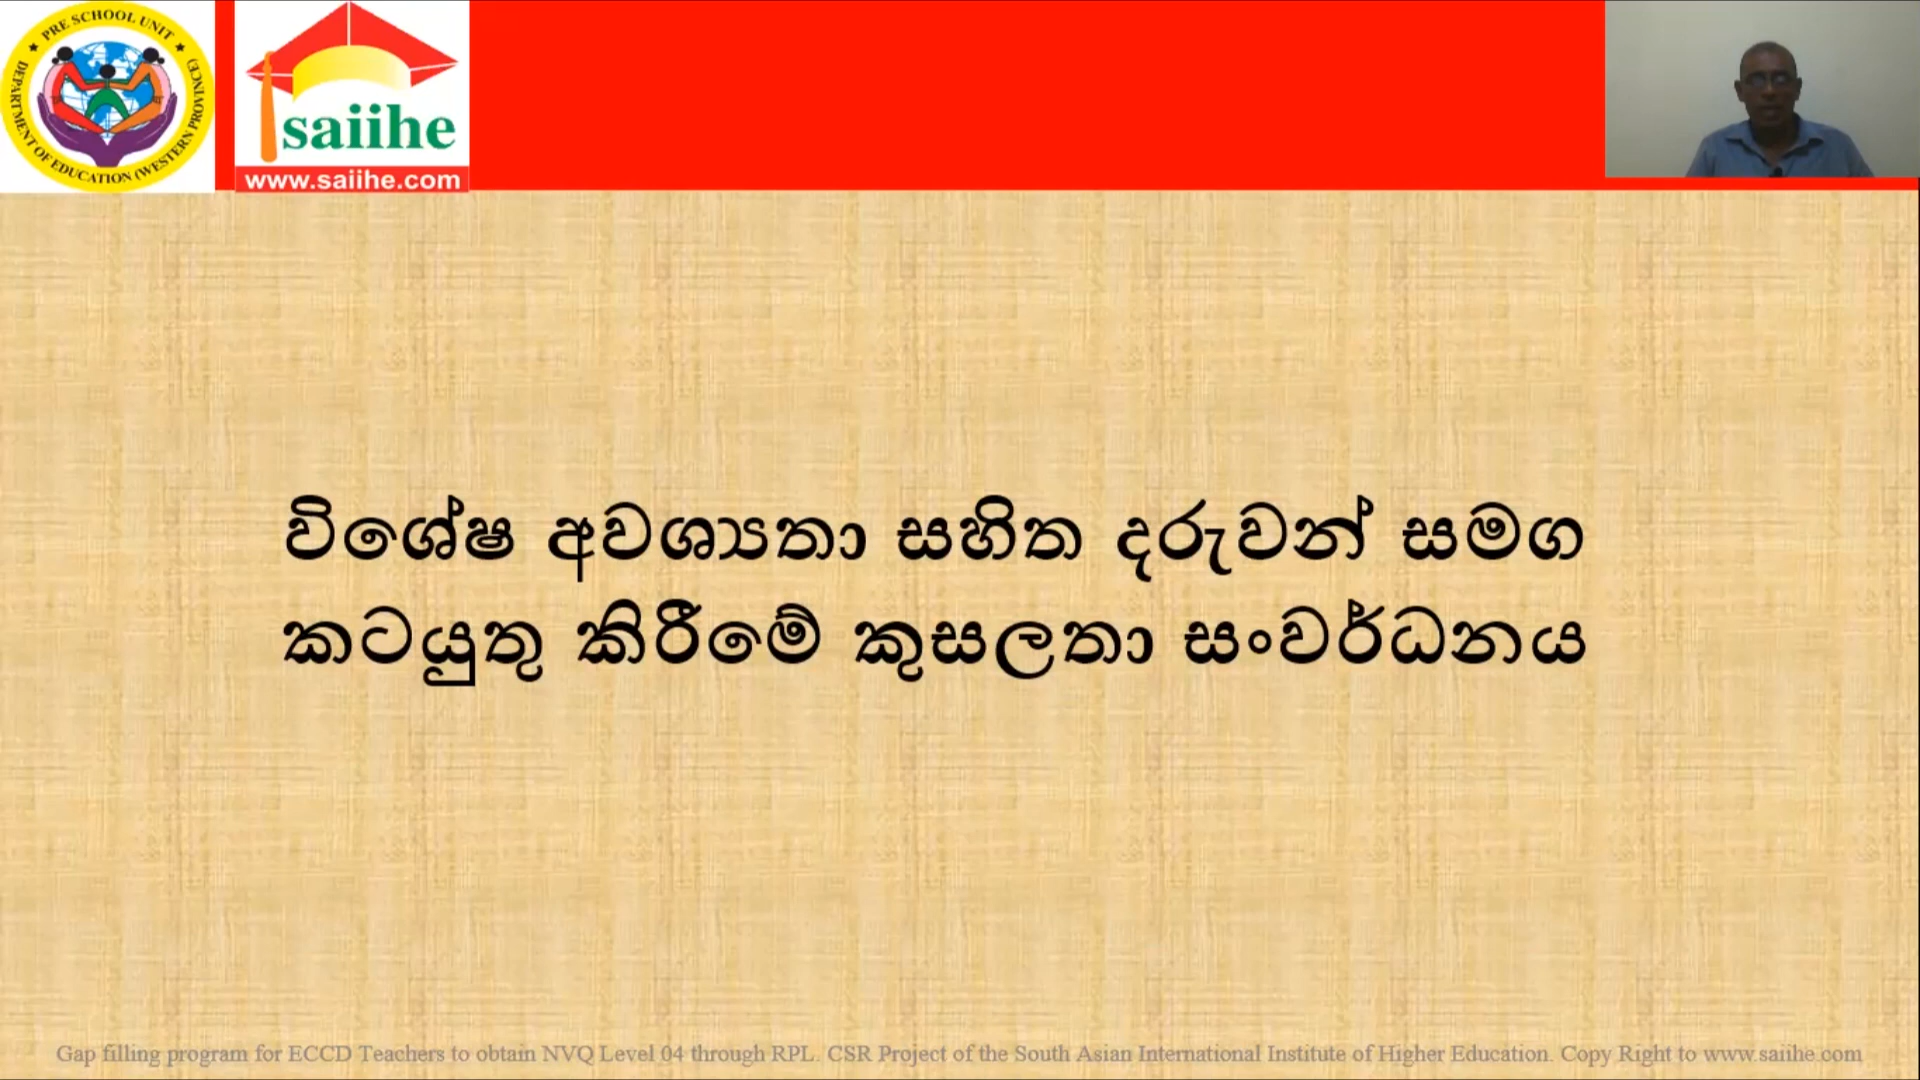 PRE SCHOOL UNIT
DEPARTMENT OF EDUCATION (WESTERN PROVINCE)
saiihe
www.saiihe.com
විශේෂ අවශ්‍යතා සහිත දරුවන් සමග
කටයුතු කිරීමේ කුසලතා සංවර්ධනය
Gap filling program for ECCD Teachers to obtain NVQ Level 04 through RPL. CSR Project of the South Asian International Institute of Higher Education. Copy Right to www.saiihe.com